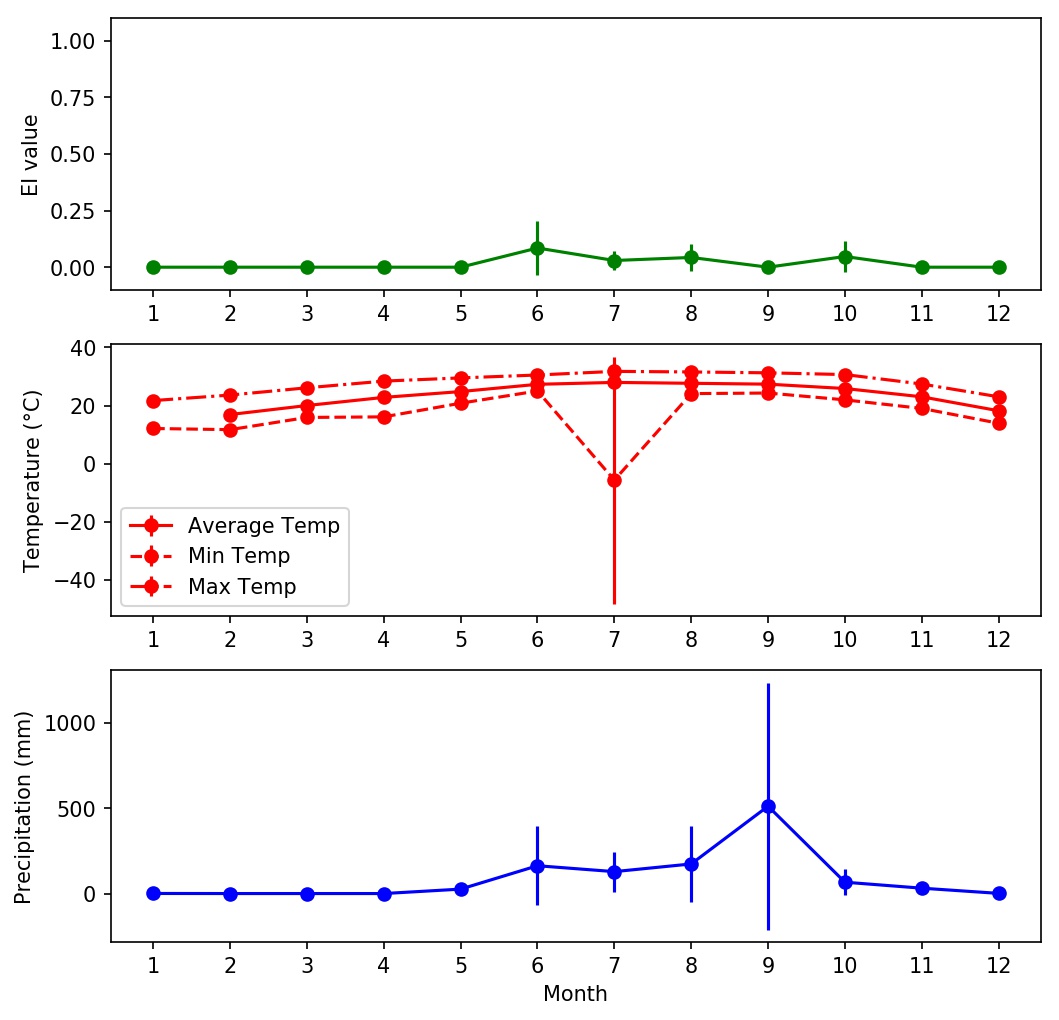 EI value
1.00
0.75
0.50
0.25
0.00
1 2 3 4 5 6 7 8 9 10 11 12
Temperature (°C)
40
20
0
−20
−40
Average Temp
Min Temp
Max Temp
1 2 3 4 5 6 7 8 9 10 11 12
Precipitation (mm)
1000
500
0
1 2 3 4 5 6 7 8 9 10 11 12
Month